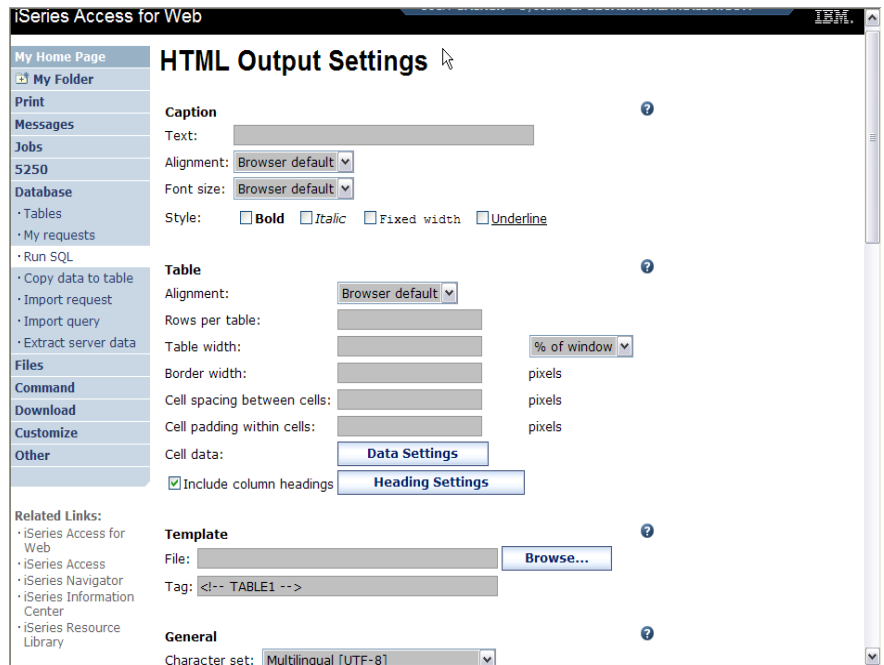 iSeries Access for Web
IBM.
My Home Page
My Folder
Print
Messages
Jobs
5250
Database
· Tables
· My requests
· Run SQL
· Copy data to table
· Import request
· Import query
· Extract server data
Files
Command
Download
Customize
Other
Related Links:
· iSeries Access for
Web
· iSeries Access
· iSeries Navigator
· iSeries Information
Center
· iSeries Resource
Library
HTML Output Settings
Caption ?
Text:
Alignment: Browser default
Font size: Browser default
Style: Bold Italic Fixed width Underline
Table ?
Alignment: Browser default
Rows per table:
Table width: % of window
Border width: pixels
Cell spacing between cells: pixels
Cell padding within cells: pixels
Cell data: Data Settings
Include column headings Heading Settings
Template ?
File: Browse...
Tag: <!-- TABLE1 -->
General ?
Character set: Multilingual [UTF-8]